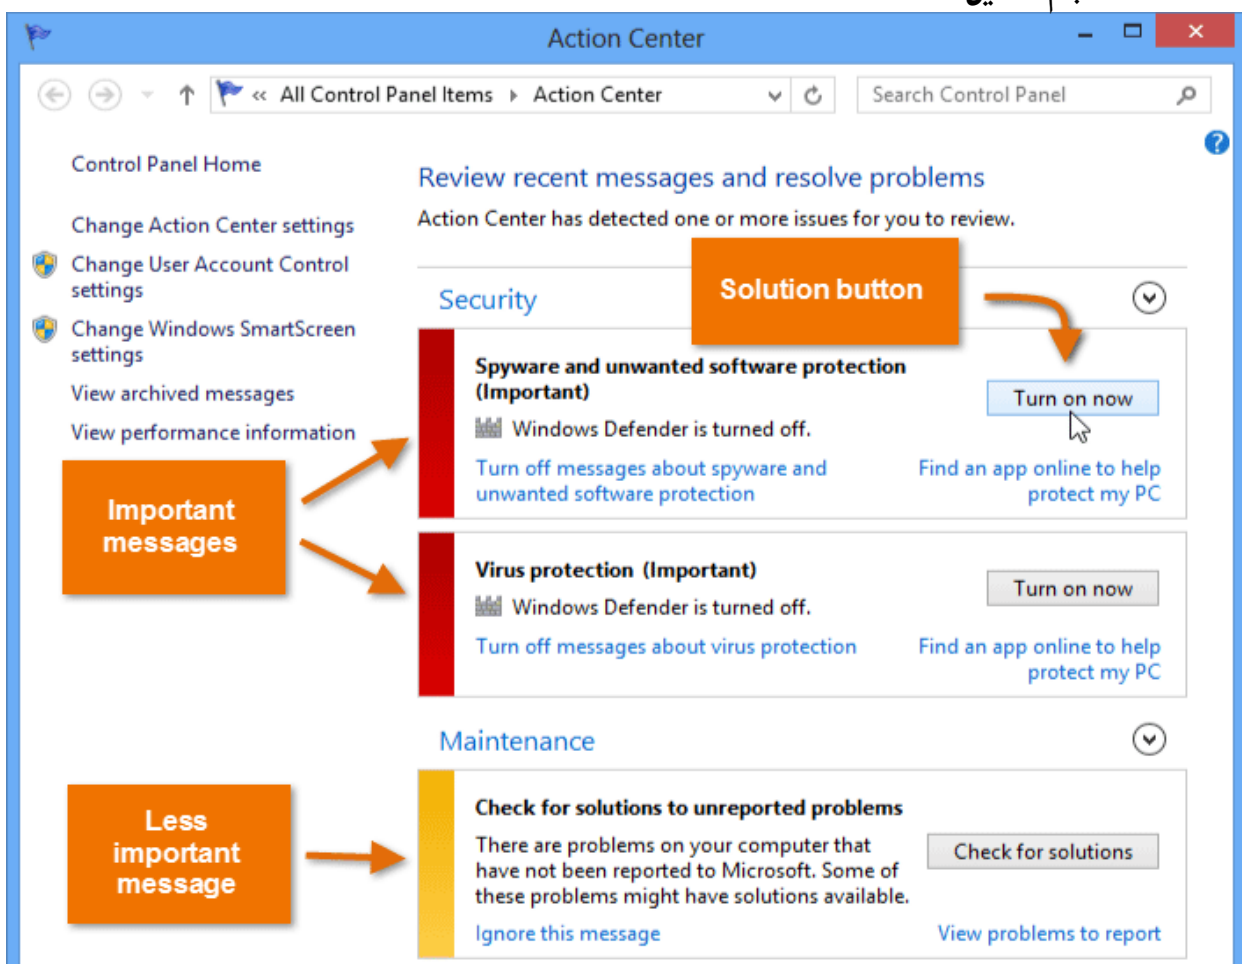 Action Center
« All Control Panel Items ▸ Action Center
Search Control Panel
Control Panel Home
Change Action Center settings
Change User Account Control
settings
Change Windows SmartScreen
settings
View archived messages
View performance information
Review recent messages and resolve problems
Action Center has detected one or more issues for you to review.
Solution button
Security
Spyware and unwanted software protection
(Important)
Turn on now
Windows Defender is turned off.
Turn off messages about spyware and
unwanted software protection
Find an app online to help
protect my PC
Important
messages
Virus protection (Important)
Turn on now
Windows Defender is turned off.
Turn off messages about virus protection
Find an app online to help
protect my PC
Maintenance
Less
important
message
Check for solutions to unreported problems
There are problems on your computer that
have not been reported to Microsoft. Some of
these problems might have solutions available.
Check for solutions
Ignore this message
View problems to report